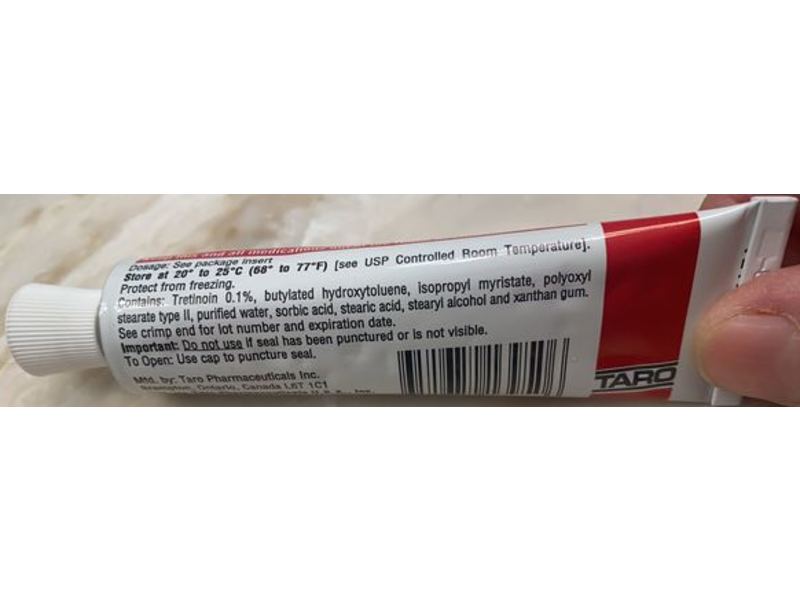 and all medications
Dosage: See package insert
Store at 20° to 25°C (68° to 77°F) [see USP Controlled Room Temperature].
Protect from freezing.
Contains: Tretinoin 0.1%, butylated hydroxytoluene, isopropyl myristate, polyoxyl
stearate type II, purified water, sorbic acid, stearic acid, stearyl alcohol and xanthan gum.
See crimp end for lot number and expiration date.
Important: Do not use if seal has been punctured or is not visible.
To Open: Use cap to puncture seal.
Mfd. by: Taro Pharmaceuticals Inc.
Brampton, Ontario, Canada L6T 1C1
TARO